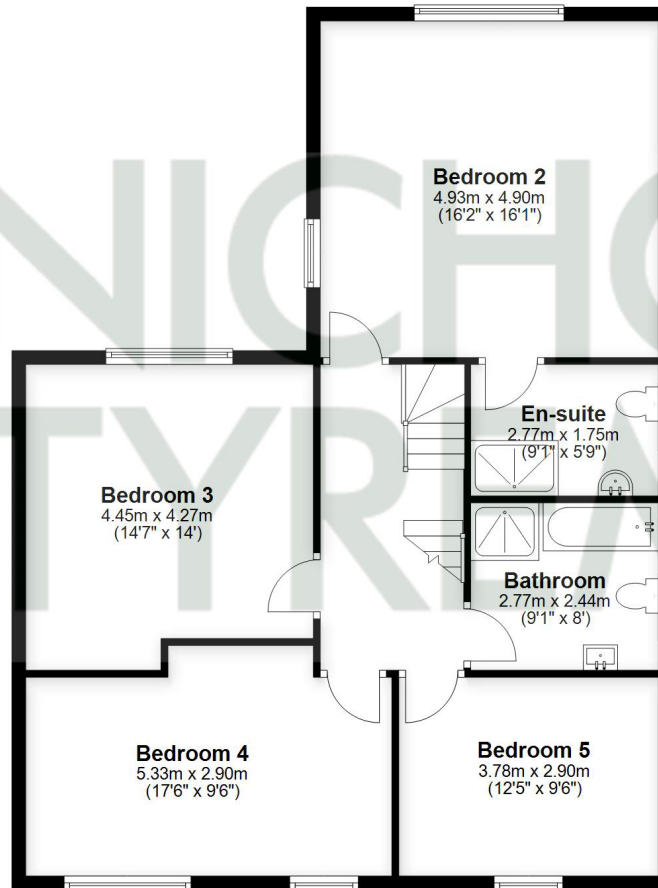 Bedroom 2
4.93m x 4.90m
(16'2" x 16'1")
En-suite
2.77m x 1.75m
(9'1" x 5'9")
Bedroom 3
4.45m x 4.27m
(14'7" x 14')
Bathroom
2.77m x 2.44m
(9'1" x 8')
Bedroom 4
5.33m x 2.90m
(17'6" x 9'6")
Bedroom 5
3.78m x 2.90m
(12'5" x 9'6")
NICHO
TYREA